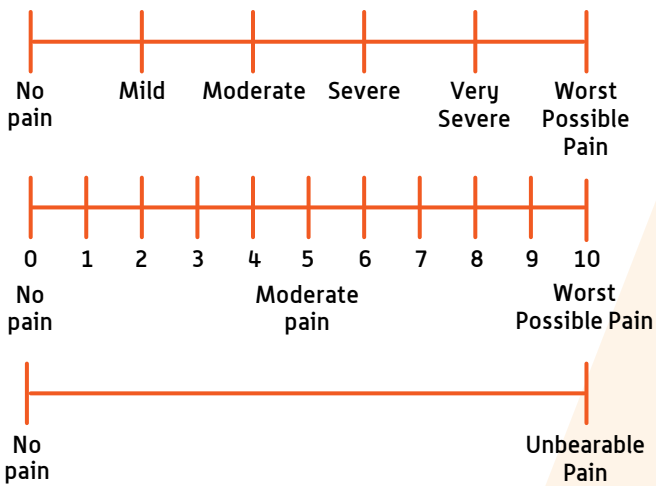 No Mild Moderate Severe Very Worst
pain Severe Possible
Pain
0 1 2 3 4 5 6 7 8 9 10
No Moderate Worst
pain pain Possible Pain
No Unbearable
pain Pain